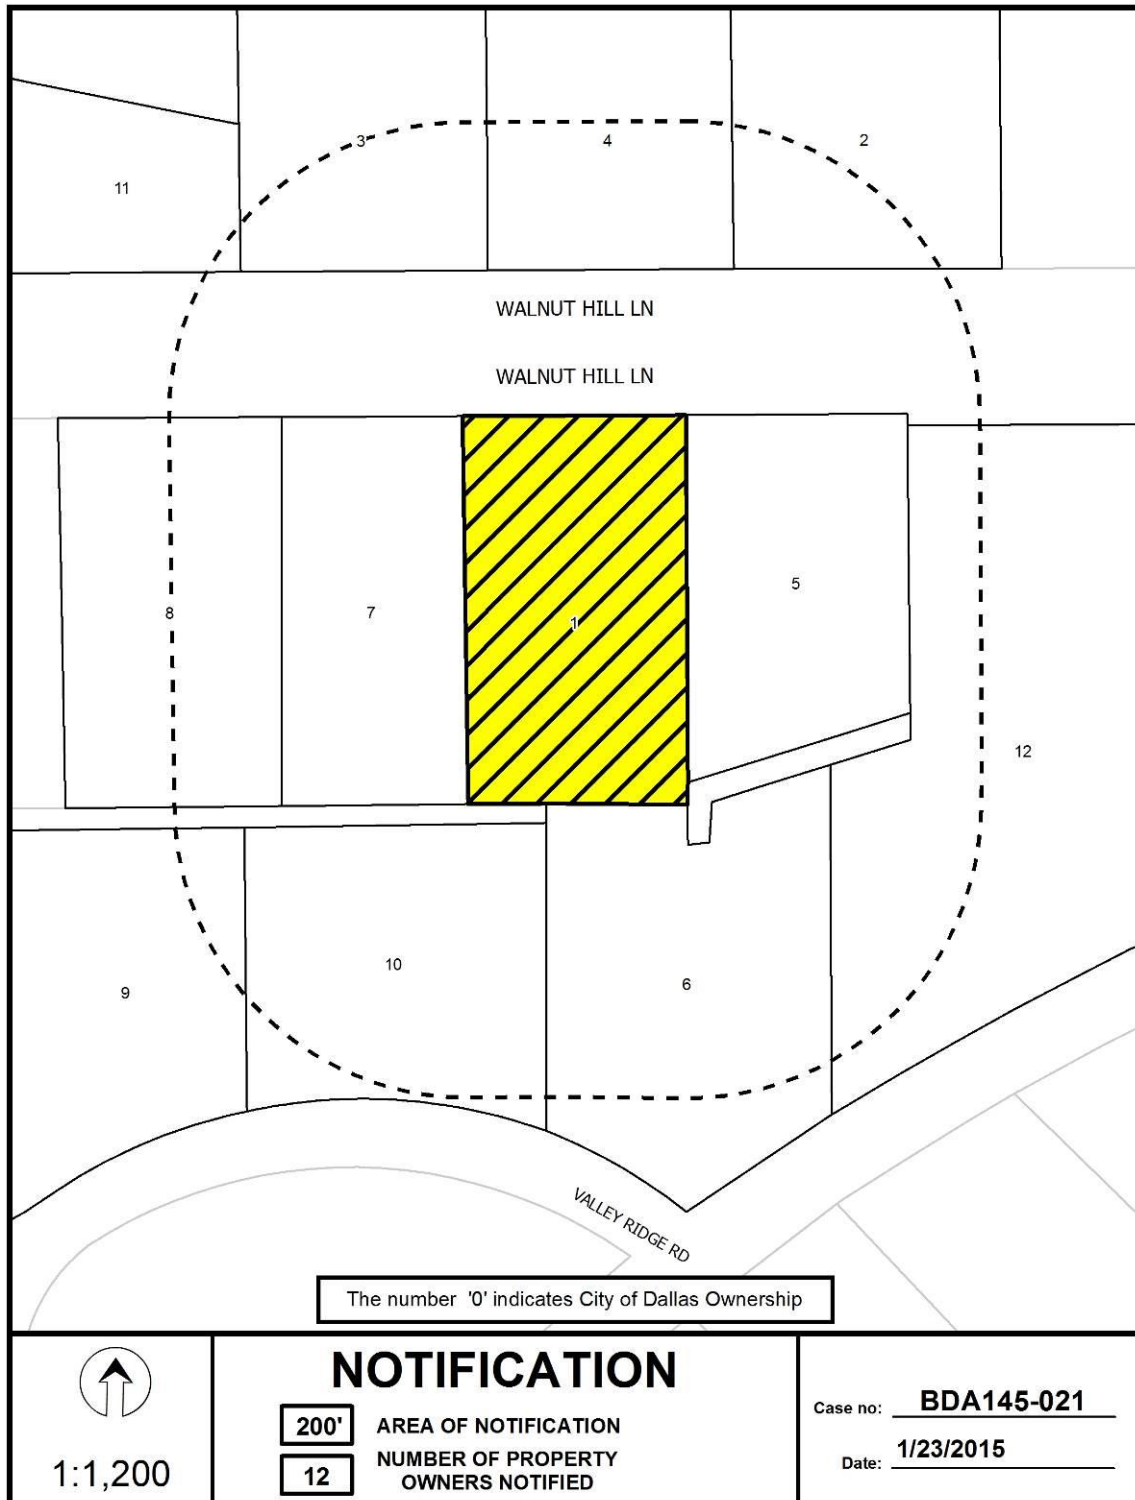 3
4
2
11
WALNUT HILL LN
WALNUT HILL LN
5
8
7
1
12
10
6
9
VALLEY RIDGE RD
The number '0' indicates City of Dallas Ownership
1:1,200
NOTIFICATION
200' AREA OF NOTIFICATION
12 NUMBER OF PROPERTY
OWNERS NOTIFIED
Case no: BDA145-021
Date: 1/23/2015